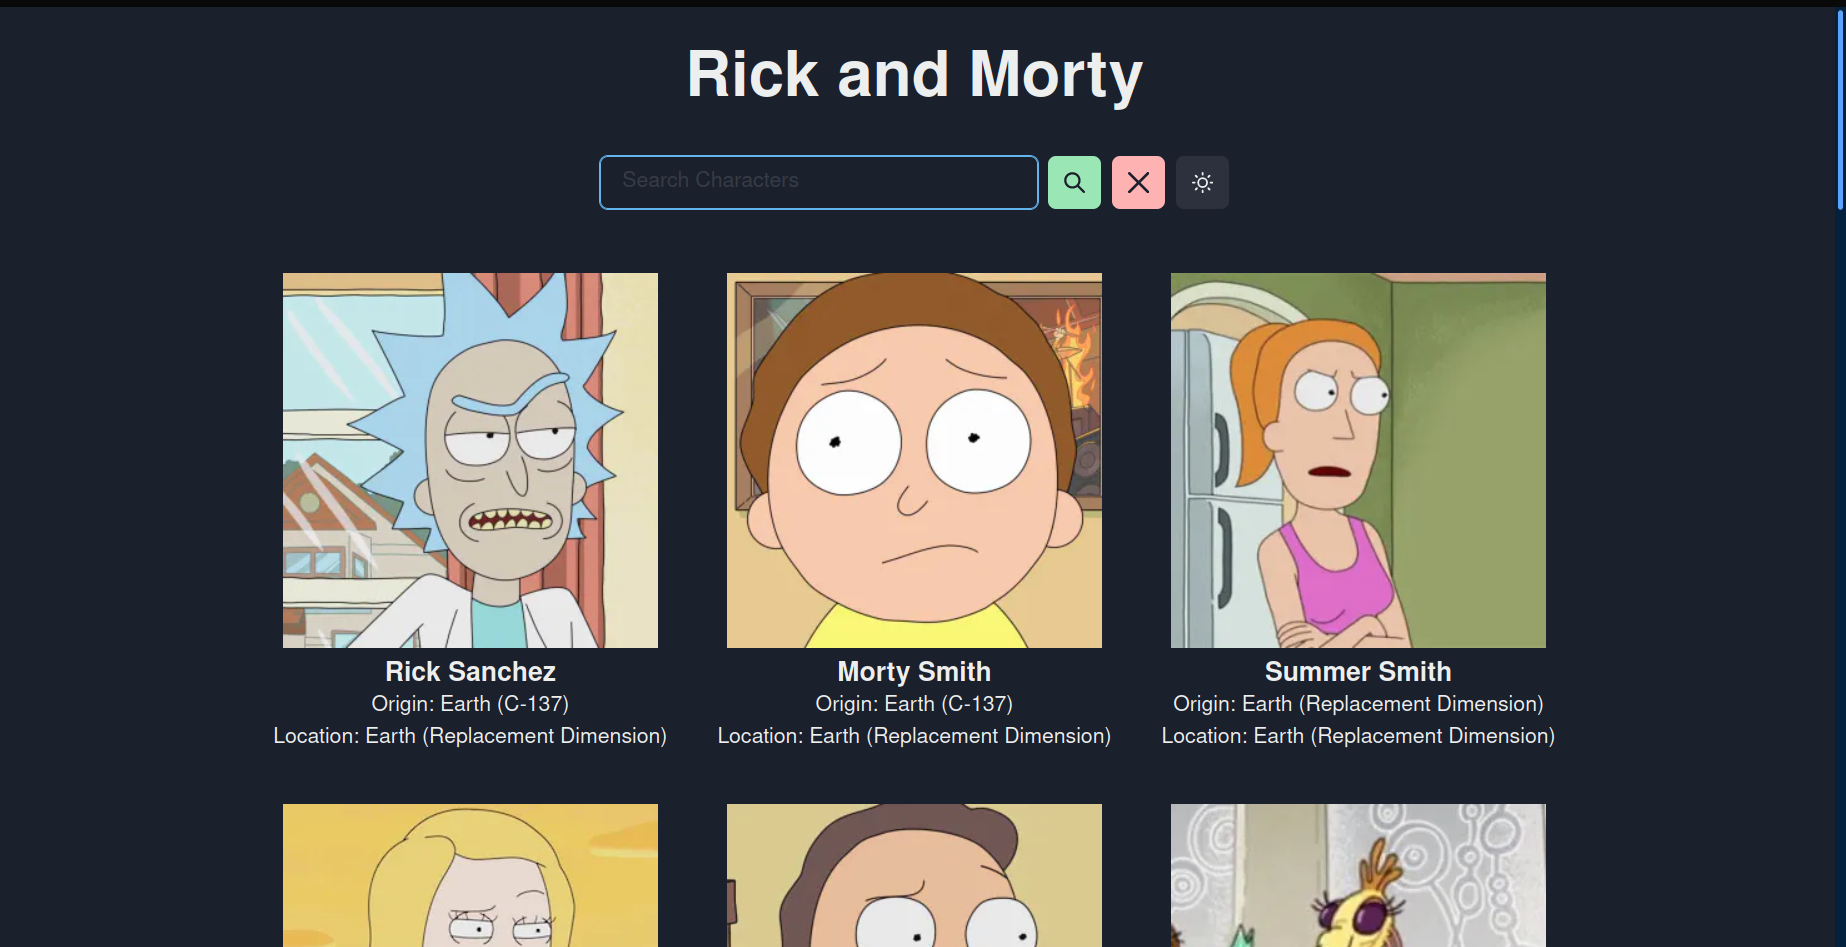 Rick and Morty
Search Characters
Rick Sanchez
Origin: Earth (C-137)
Location: Earth (Replacement Dimension)
Morty Smith
Origin: Earth (C-137)
Location: Earth (Replacement Dimension)
Summer Smith
Origin: Earth (Replacement Dimension)
Location: Earth (Replacement Dimension)